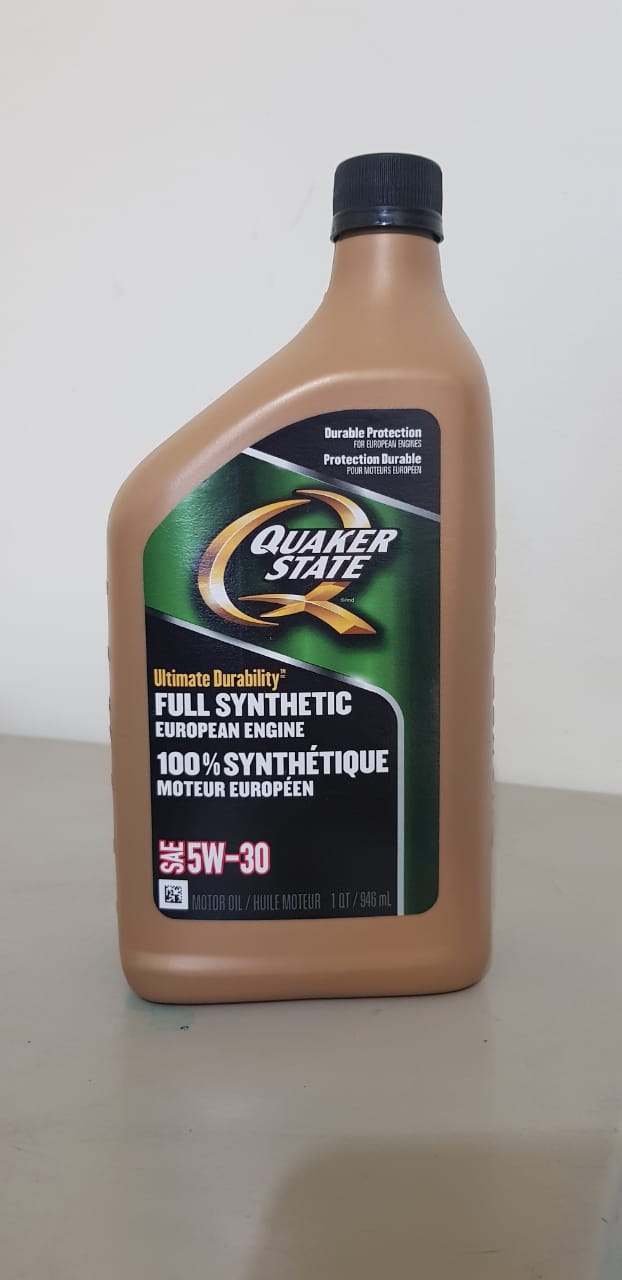 Durable Protection
FOR EUROPEAN ENGINES
Protection Durable
POUR MOTEURS EUROPÉEN
QUAKER
STATE
Ultimate Durability™
FULL SYNTHETIC
EUROPEAN ENGINE
100% SYNTHÉTIQUE
MOTEUR EUROPÉEN
SAE 5W-30
MOTOR OIL / HUILE MOTEUR 1 QT / 946 mL